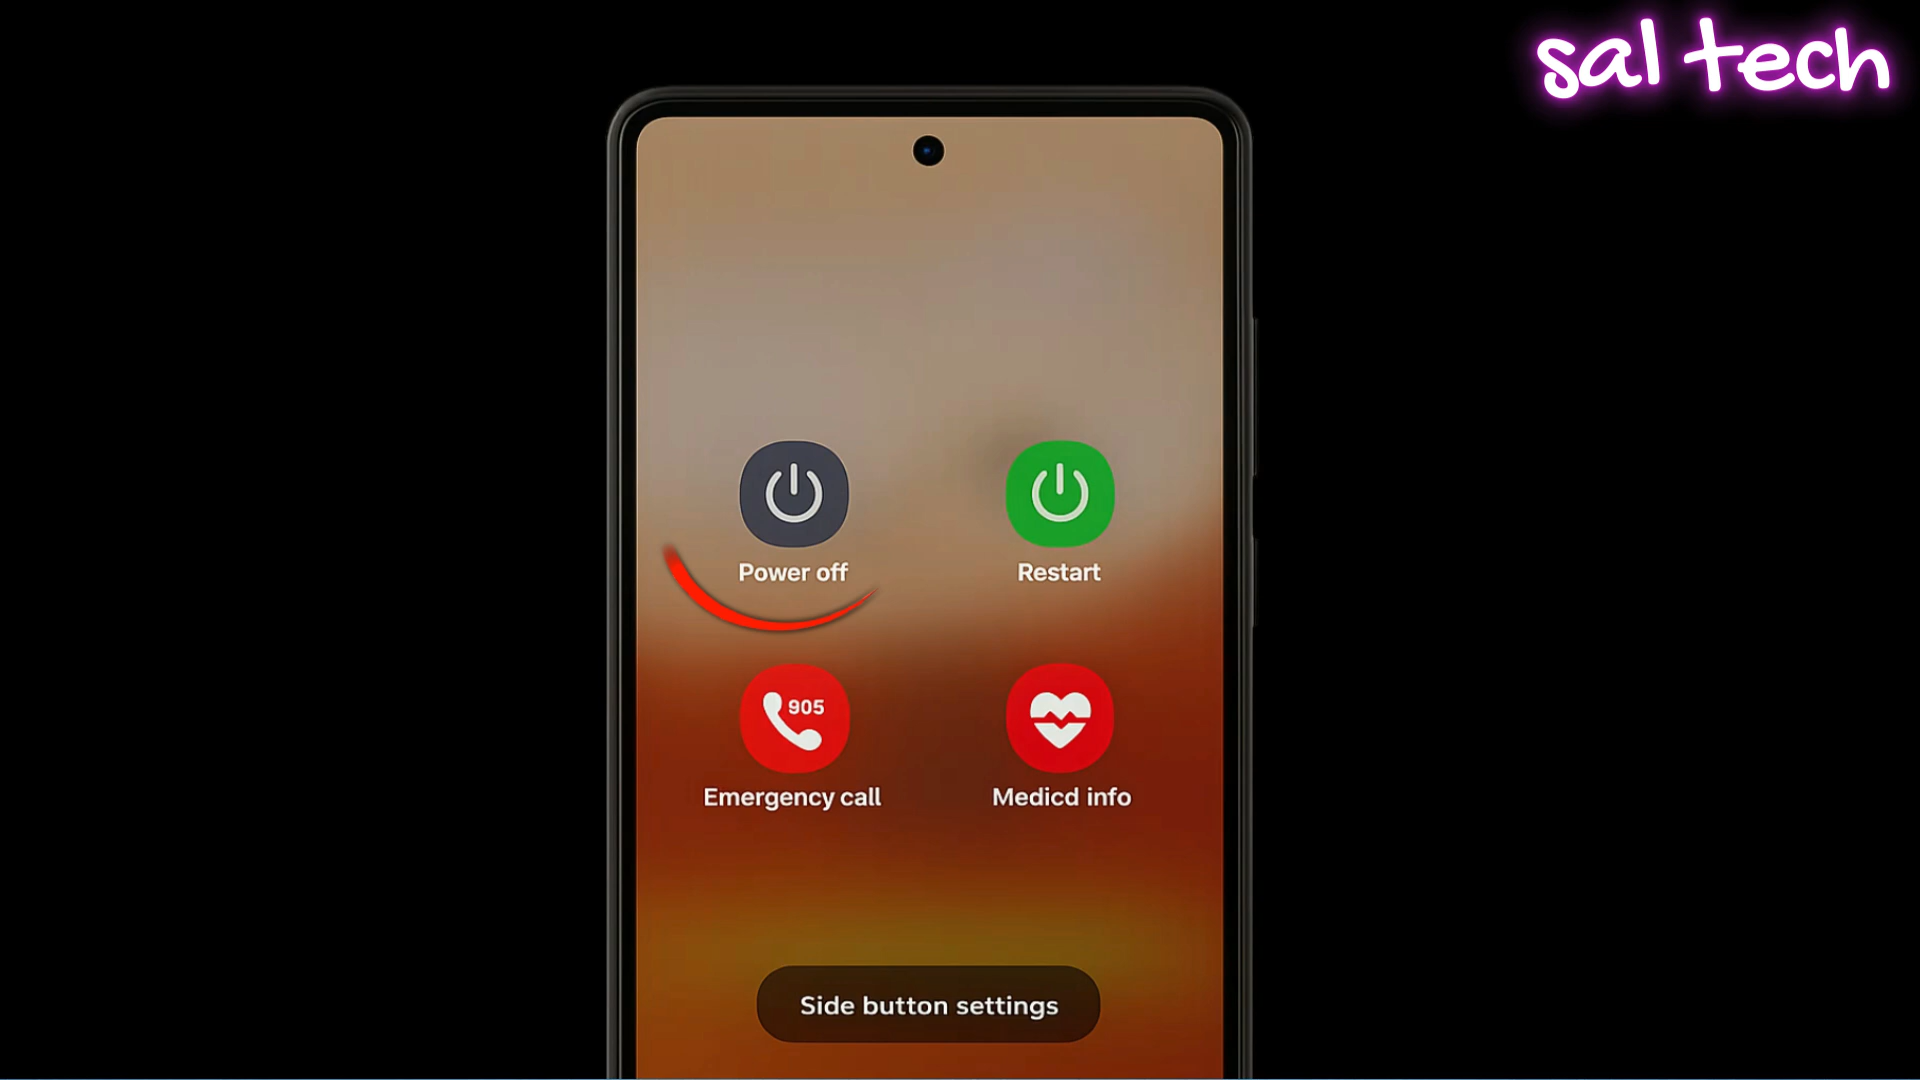 sal tech
Power off
Restart
905
Emergency call
Medicd info
Side button settings